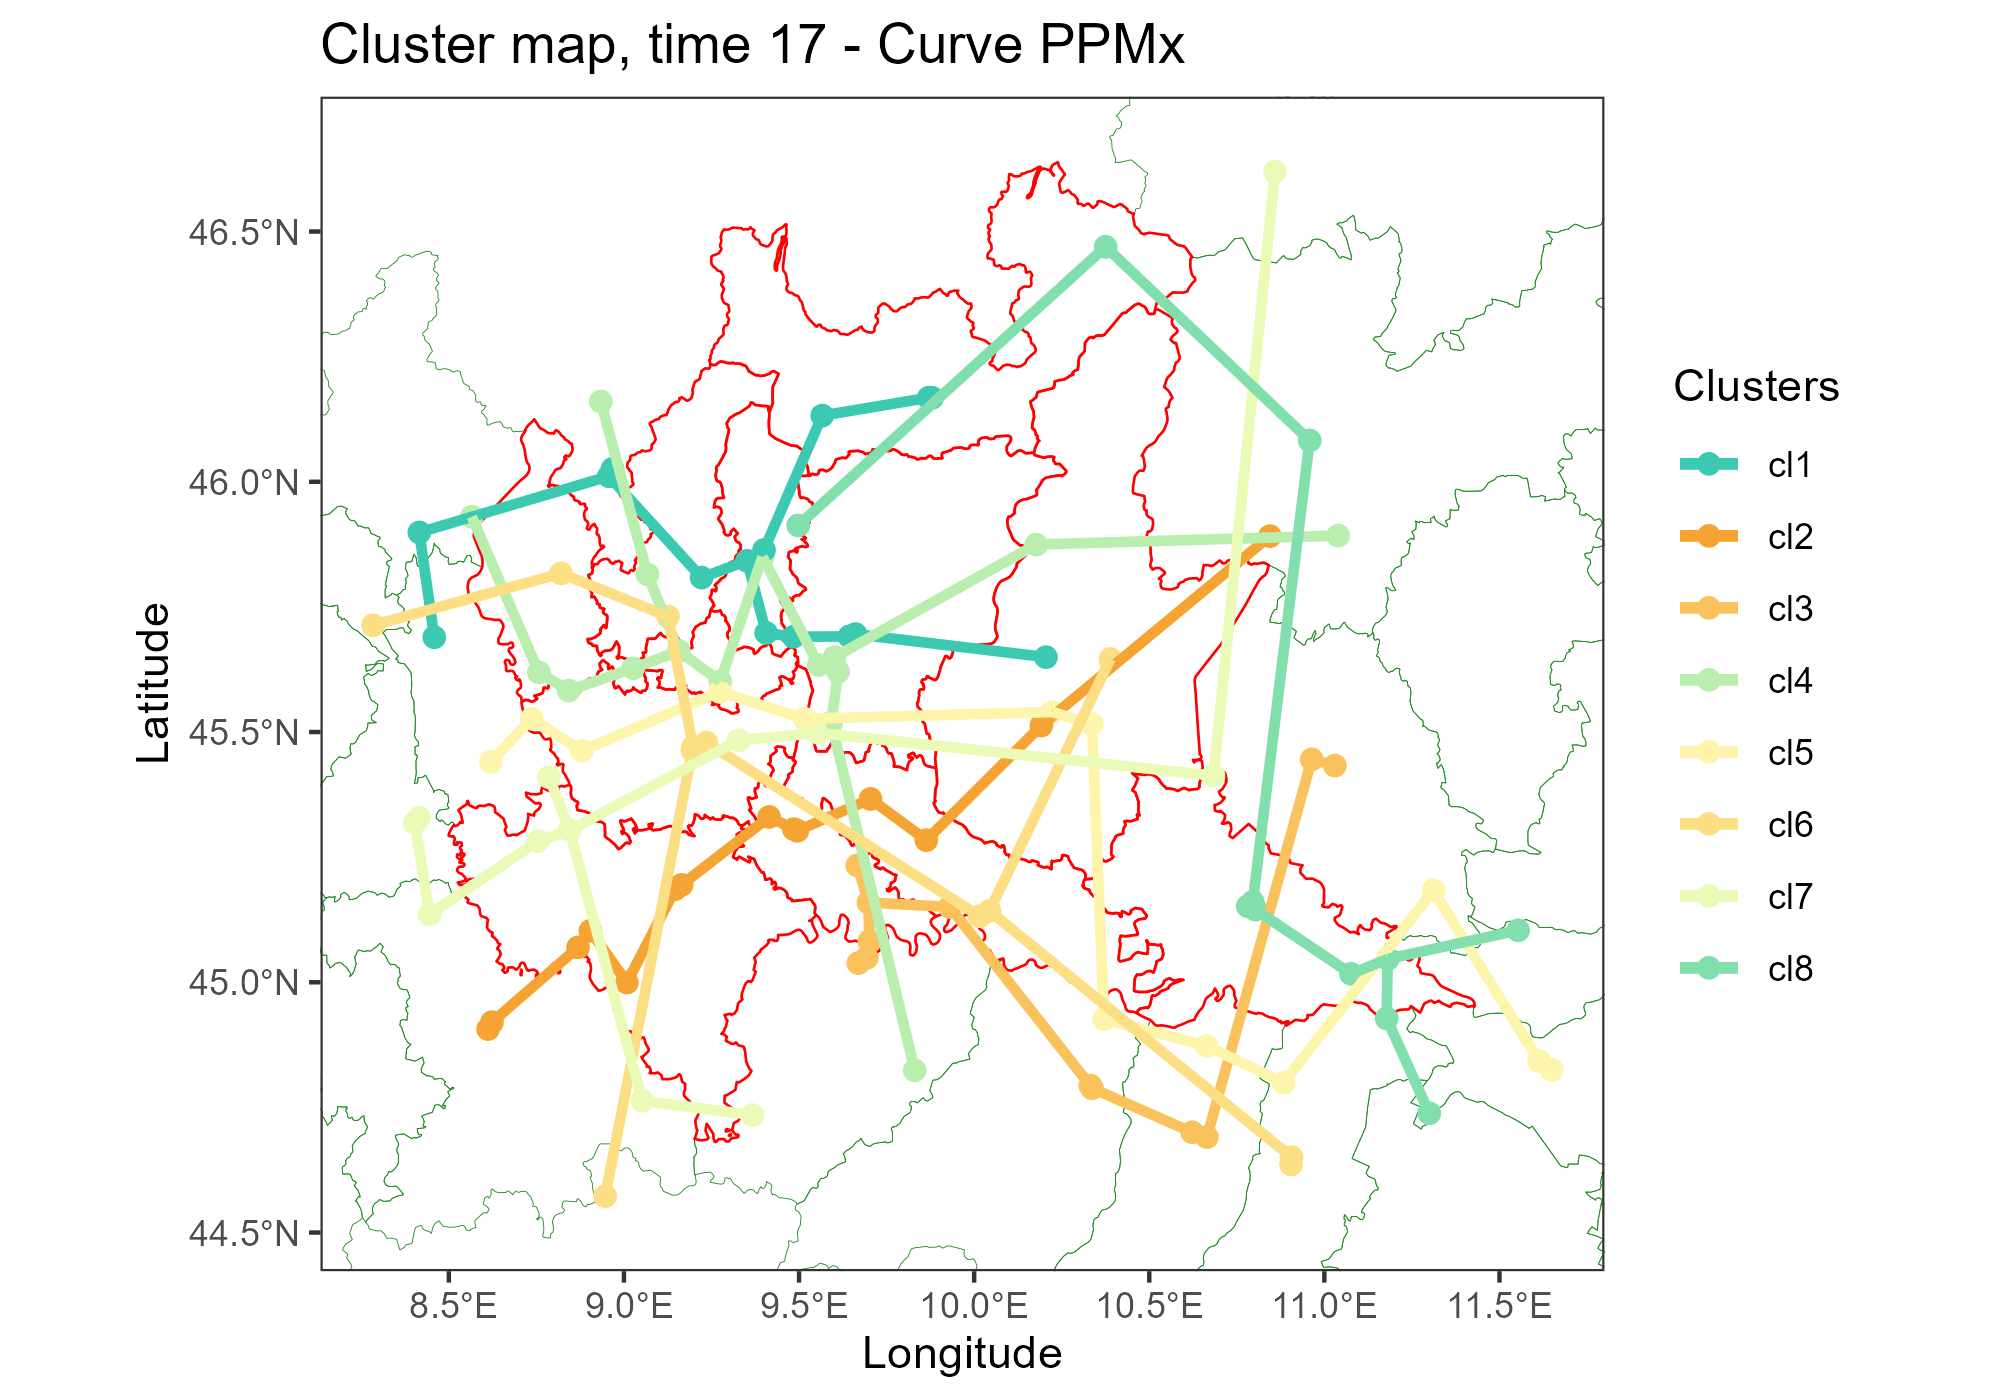 Cluster map, time 17 - Curve PPMx
46.5°N
46.0°N
45.5°N
45.0°N
44.5°N
Latitude
8.5°E
9.0°E
9.5°E
10.0°E
10.5°E
11.0°E
11.5°E
Longitude
Clusters
cl1
cl2
cl3
cl4
cl5
cl6
cl7
cl8